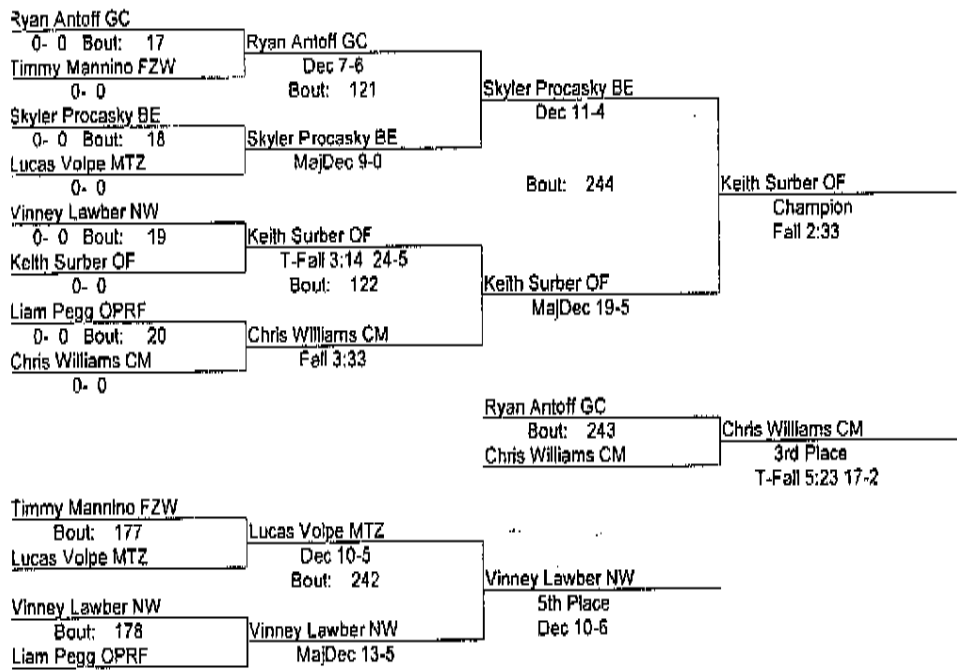 Ryan Antoff GC
0- 0 Bout: 17
Timmy Mannino FZW
0- 0
Skyler Procasky BE
0- 0 Bout: 18
Lucas Volpe MTZ
0- 0
Vinney Lawber NW
0- 0 Bout: 19
Keith Surber OF
0- 0
Liam Pegg OPRF
0- 0 Bout: 20
Chris Williams CM
0- 0
Ryan Antoff GC
Dec 7-6
Bout: 121
Skyler Procasky BE
MajDec 9-0
Keith Surber OF
T-Fall 3:14 24-5
Bout: 122
Chris Williams CM
Fall 3:33
Skyler Procasky BE
Dec 11-4
Bout: 244
Keith Surber OF
MajDec 19-5
Keith Surber OF
Champion
Fall 2:33
Ryan Antoff GC
Bout: 243
Chris Williams CM
Chris Williams CM
3rd Place
T-Fall 5:23 17-2
Timmy Mannino FZW
Bout: 177
Lucas Volpe MTZ
Vinney Lawber NW
Bout: 178
Liam Pegg OPRF
Lucas Volpe MTZ
Dec 10-5
Bout: 242
Vinney Lawber NW
MajDec 13-5
Vinney Lawber NW
5th Place
Dec 10-6